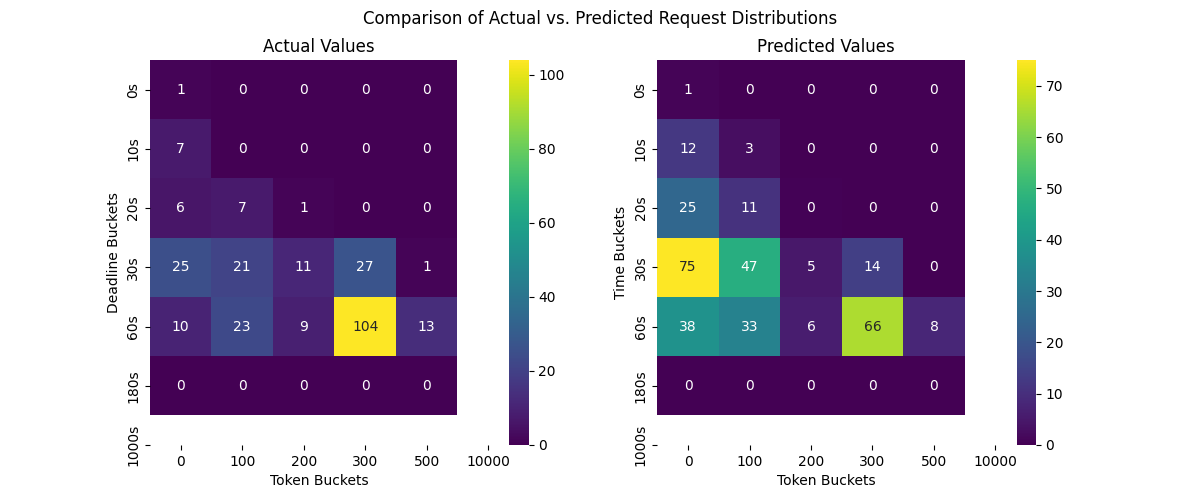 Comparison of Actual vs. Predicted Request Distributions
Actual Values
Deadline Buckets
0s 1 0 0 0 0
10s 7 0 0 0 0
20s 6 7 1 0 0
30s 25 21 11 27 1
60s 10 23 9 104 13
180s 0 0 0 0 0
1000s
0 100 200 300 500 10000
Token Buckets
100
80
60
40
20
0
Predicted Values
Time Buckets
0s 1 0 0 0 0
10s 12 3 0 0 0
20s 25 11 0 0 0
30s 75 47 5 14 0
60s 38 33 6 66 8
180s 0 0 0 0 0
1000s
0 100 200 300 500 10000
Token Buckets
70
60
50
40
30
20
10
0